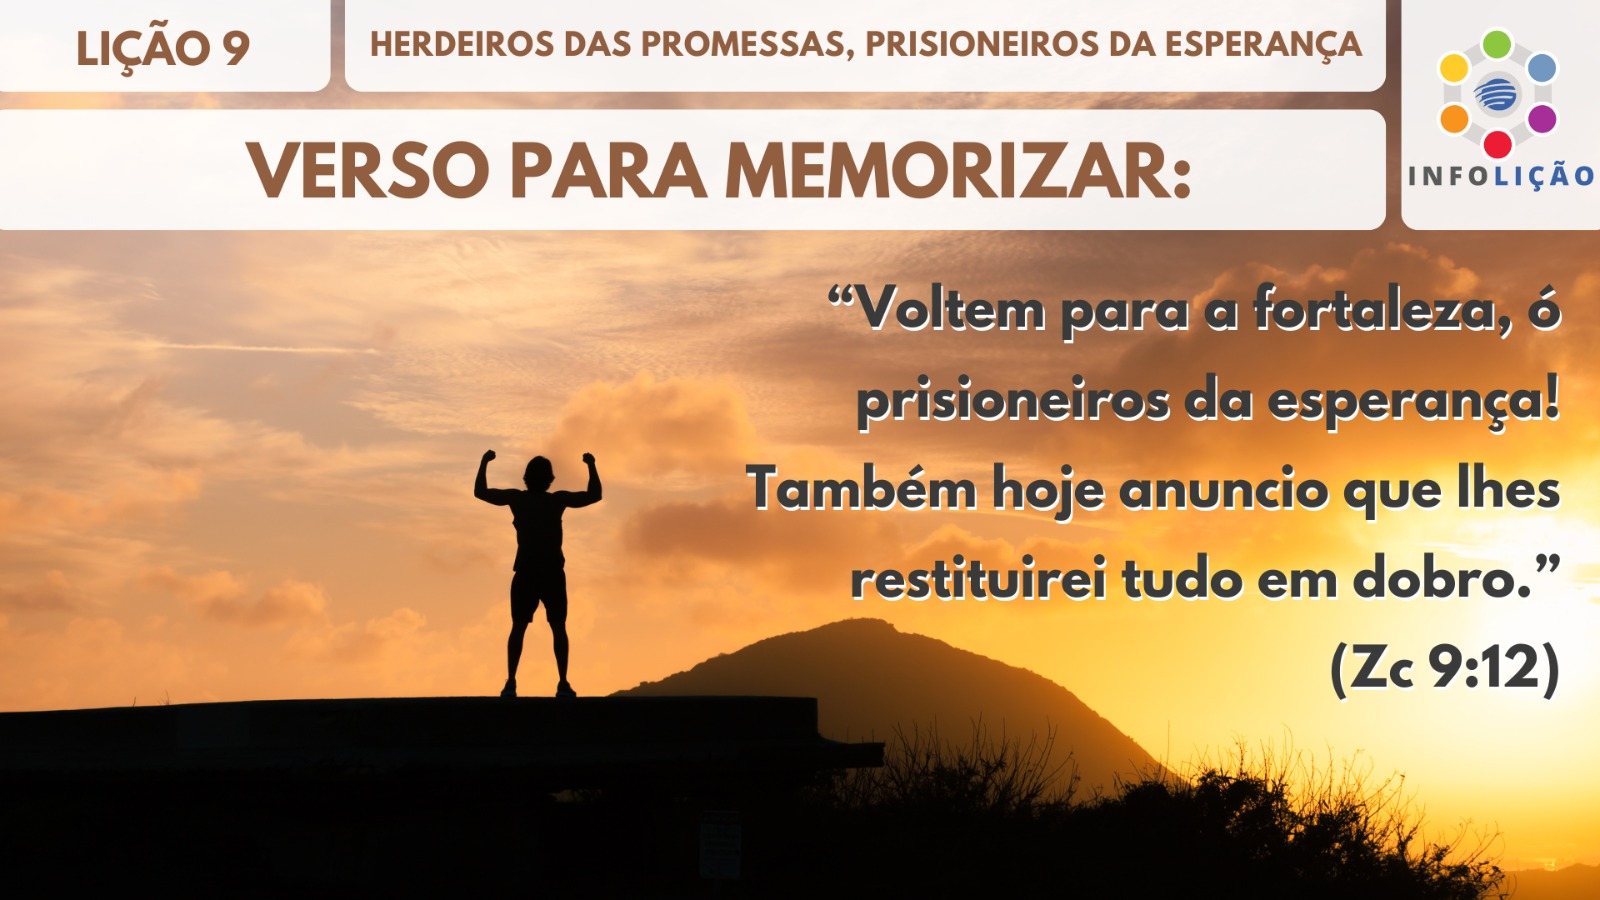 LIÇÃO 9
HERDEIROS DAS PROMESSAS, PRISIONEIROS DA ESPERANÇA
INFOLIÇÃO
VERSO PARA MEMORIZAR:
“Voltem para a fortaleza, ó
prisioneiros da esperança!
Também hoje anuncio que lhes
restituirei tudo em dobro.”
(Zc 9:12)